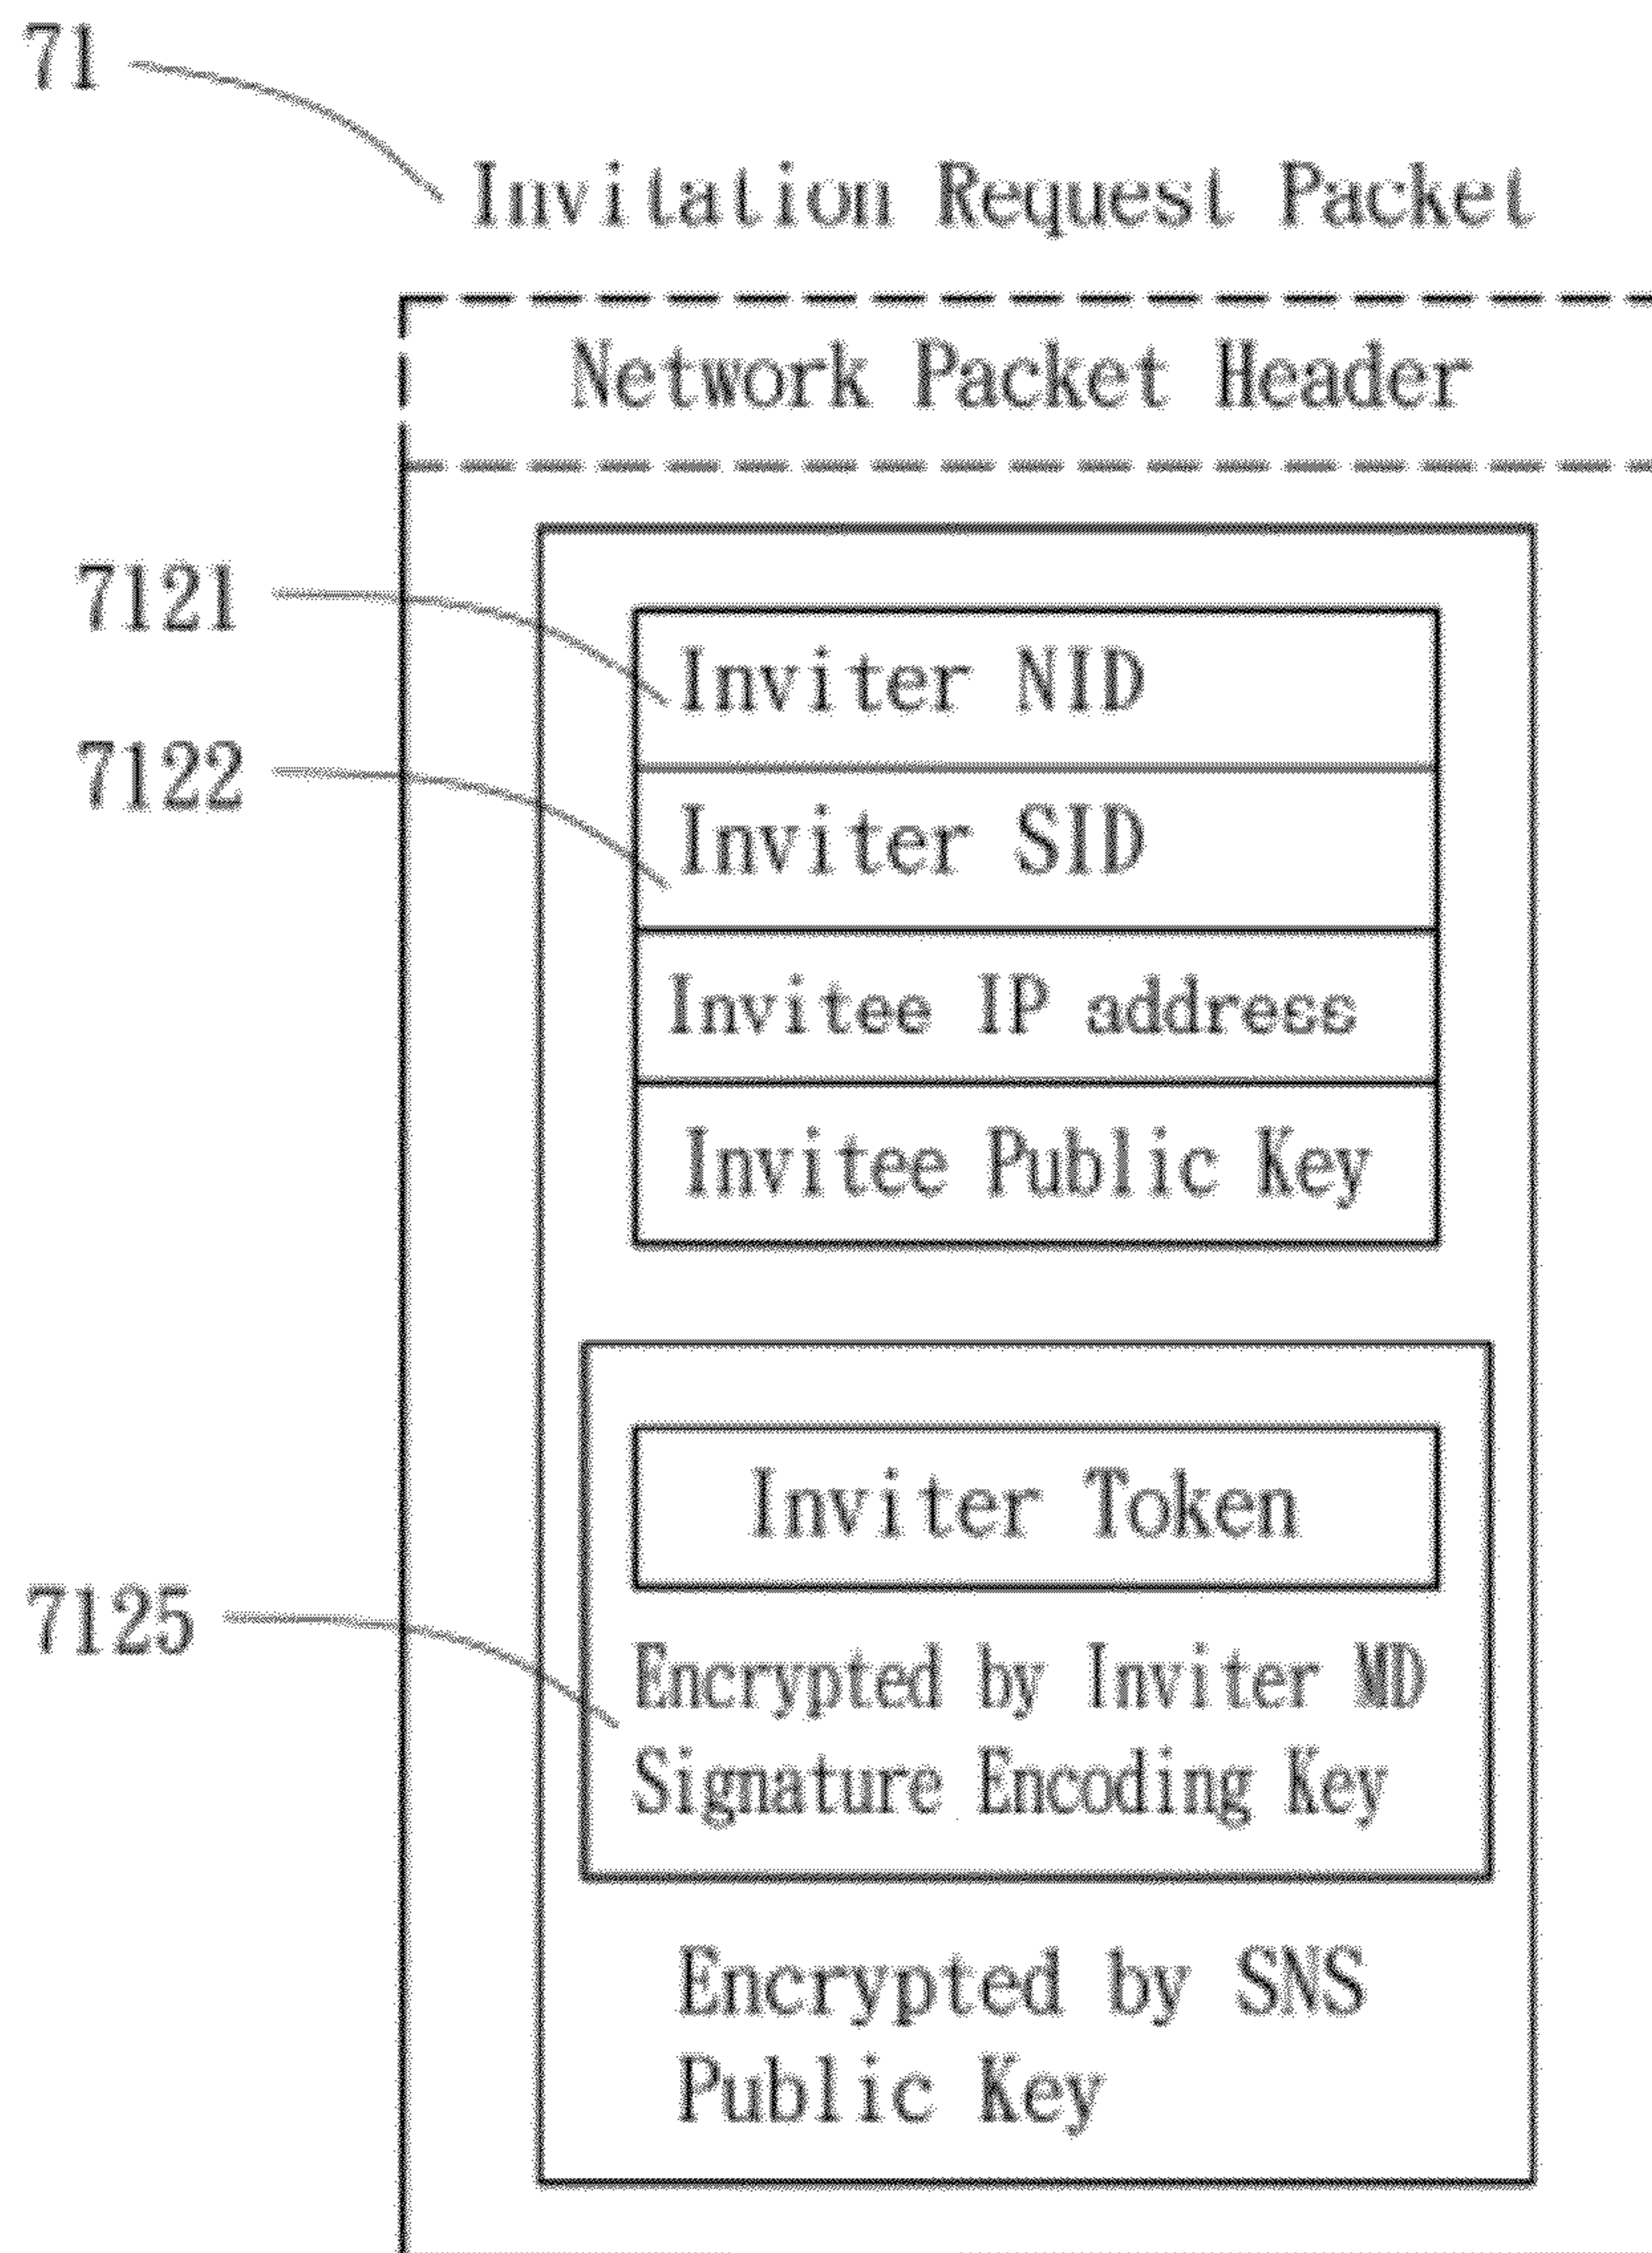 71
Invitation Request Packet
Network Packet Header
7121
Inviter NID
7122
Inviter SID
Invitee IP address
Invitee Public Key
Inviter Token
7125
Encrypted by Inviter MD
Signature Encoding Key
Encrypted by SNS
Public Key